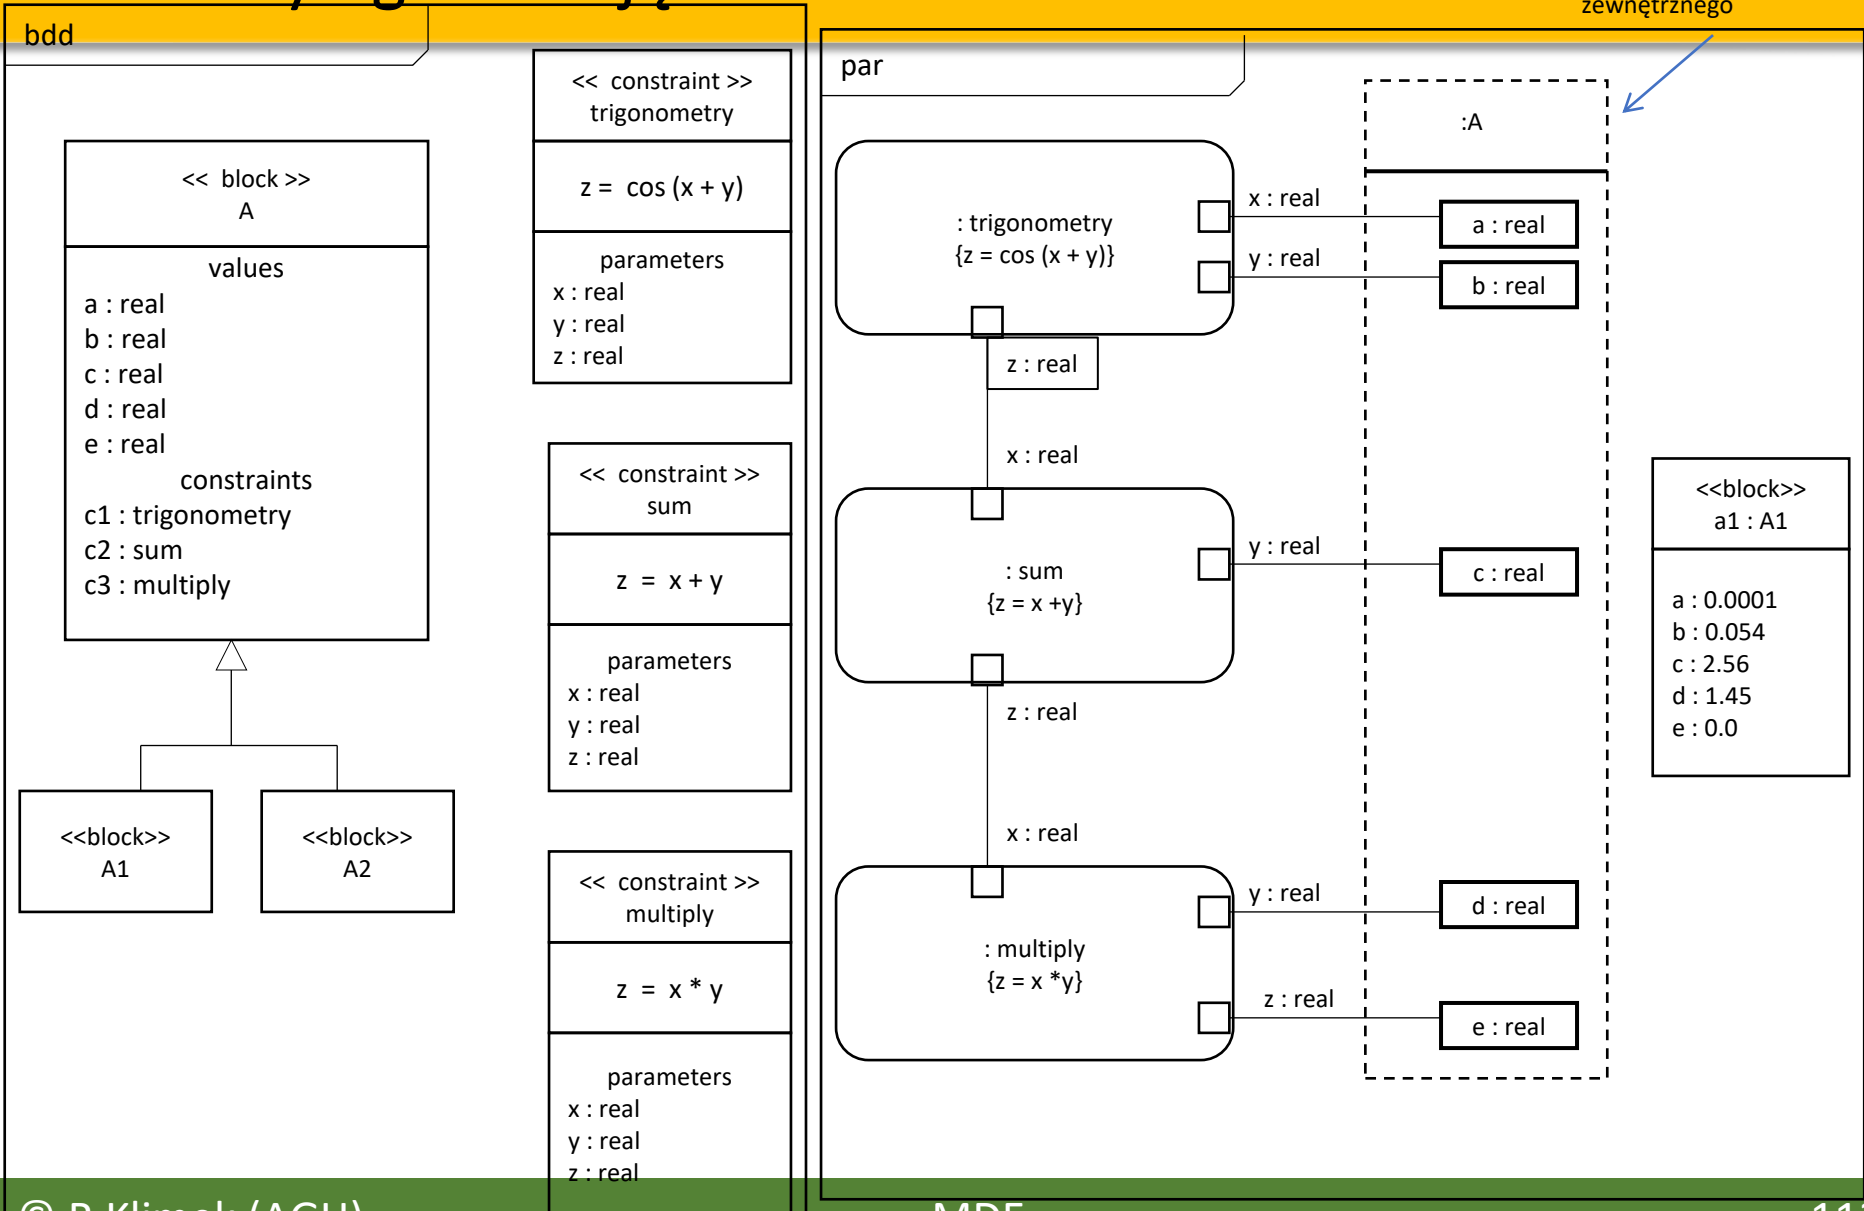 zewnętrznego
bdd
<< block >>
A
values
a : real
b : real
c : real
d : real
e : real
constraints
c1 : trigonometry
c2 : sum
c3 : multiply
<<block>>
A1
<<block>>
A2
<< constraint >>
trigonometry
z = cos (x + y)
parameters
x : real
y : real
z : real
<< constraint >>
sum
z = x + y
parameters
x : real
y : real
z : real
<< constraint >>
multiply
z = x * y
parameters
x : real
y : real
z : real
par
: trigonometry
{z = cos (x + y)}
x : real
y : real
z : real
x : real
: sum
{z = x +y}
y : real
z : real
x : real
: multiply
{z = x *y}
y : real
z : real
:A
a : real
b : real
c : real
d : real
e : real
<<block>>
a1 : A1
a : 0.0001
b : 0.054
c : 2.56
d : 1.45
e : 0.0